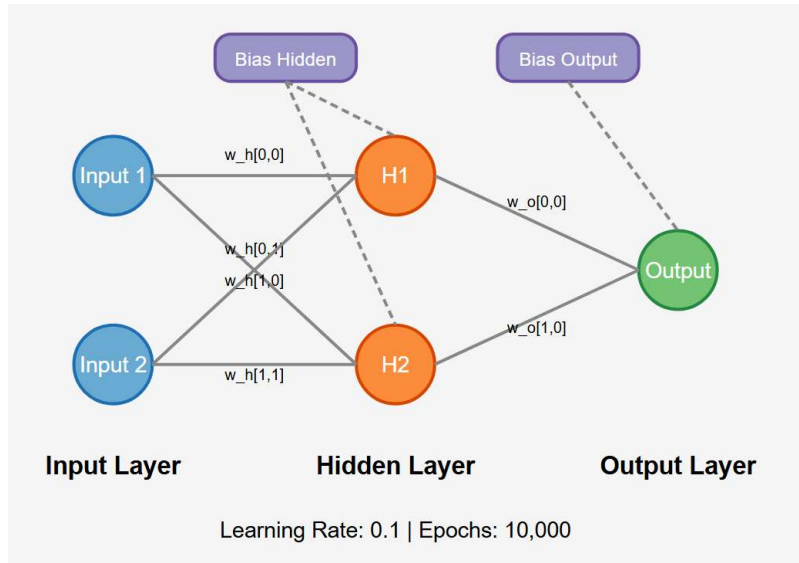 Bias Hidden
Bias Output
Input 1
w_h[0,0]
H1
w_o[0,0]
w_h[0,1]
w_h[1,0]
Output
Input 2
w_h[1,1]
H2
w_o[1,0]
Input Layer
Hidden Layer
Output Layer
Learning Rate: 0.1 | Epochs: 10,000